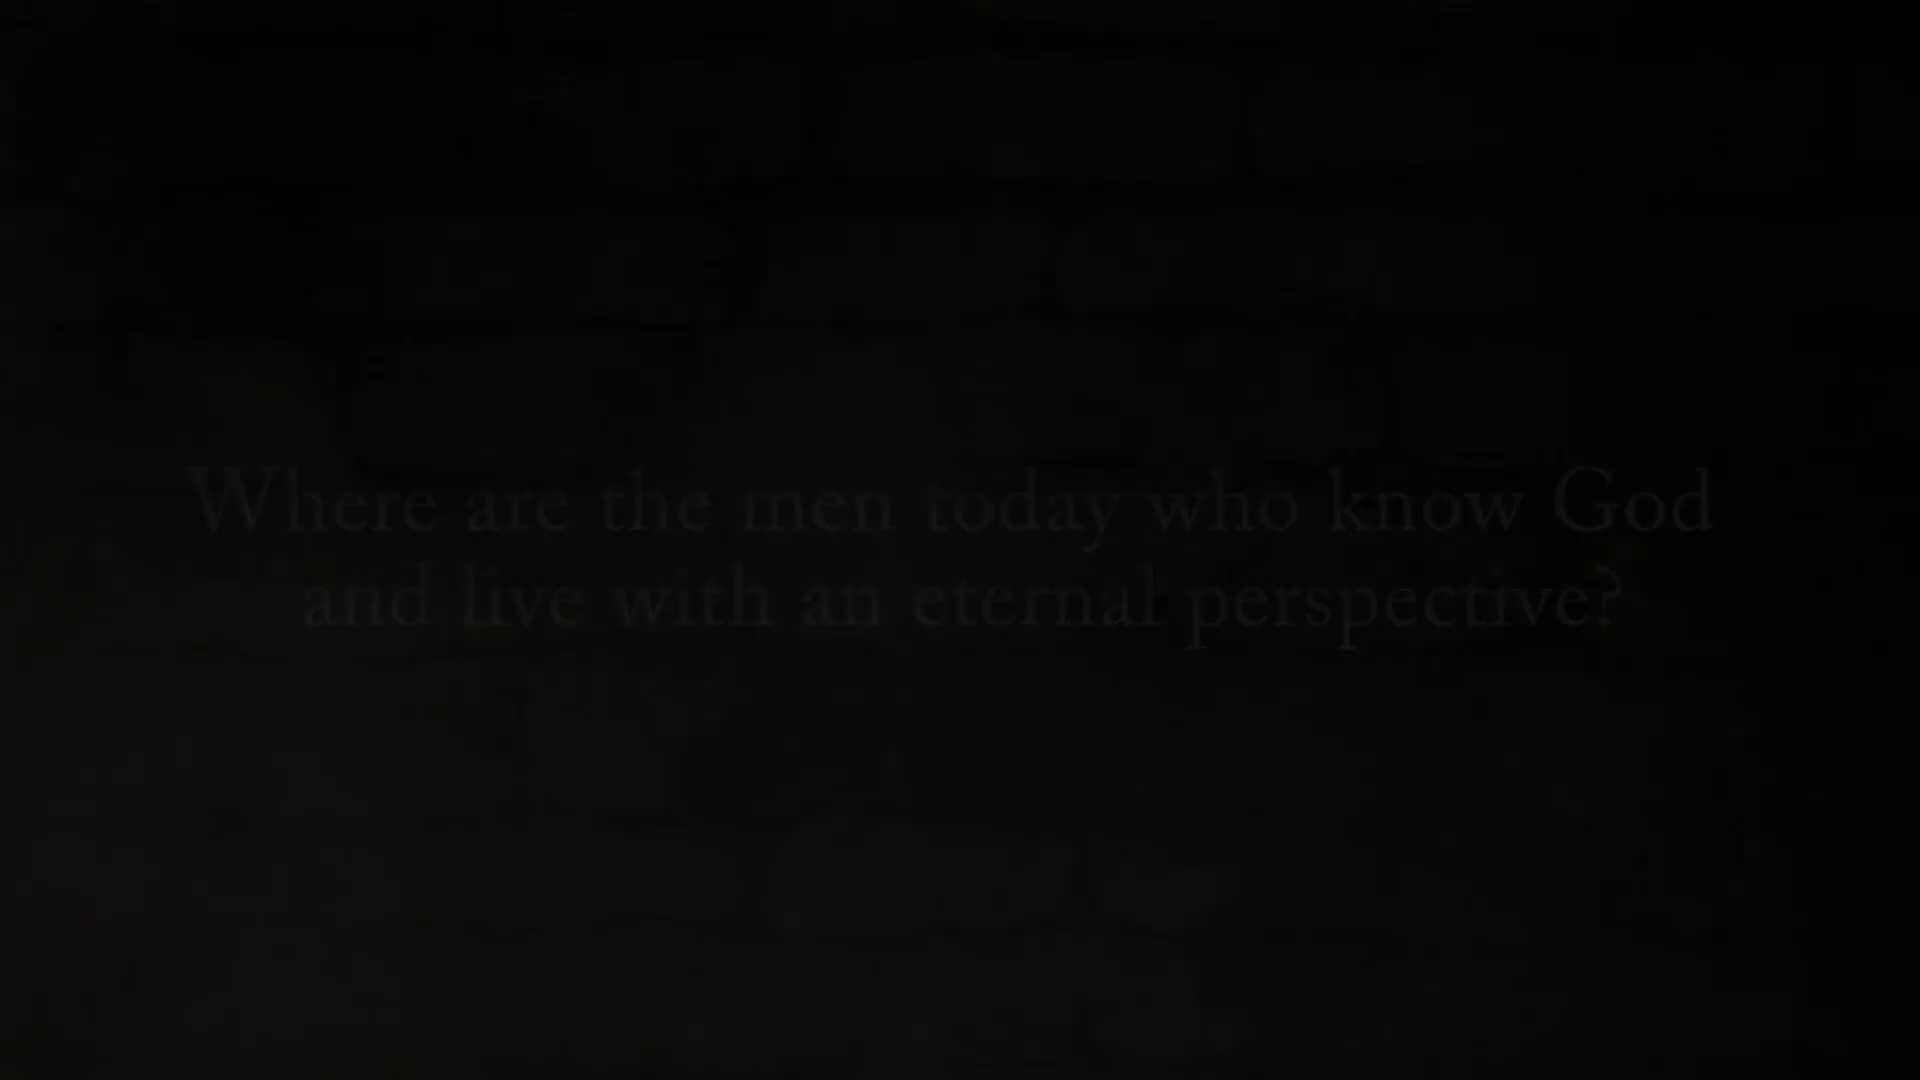 Where are the men today who know God
and live with an eternal perspective?